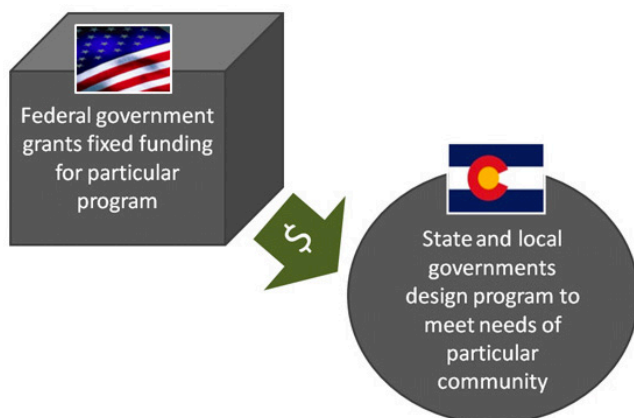 Federal government
grants fixed funding
for particular
program
$
State and local
governments
design program to
meet needs of
particular
community